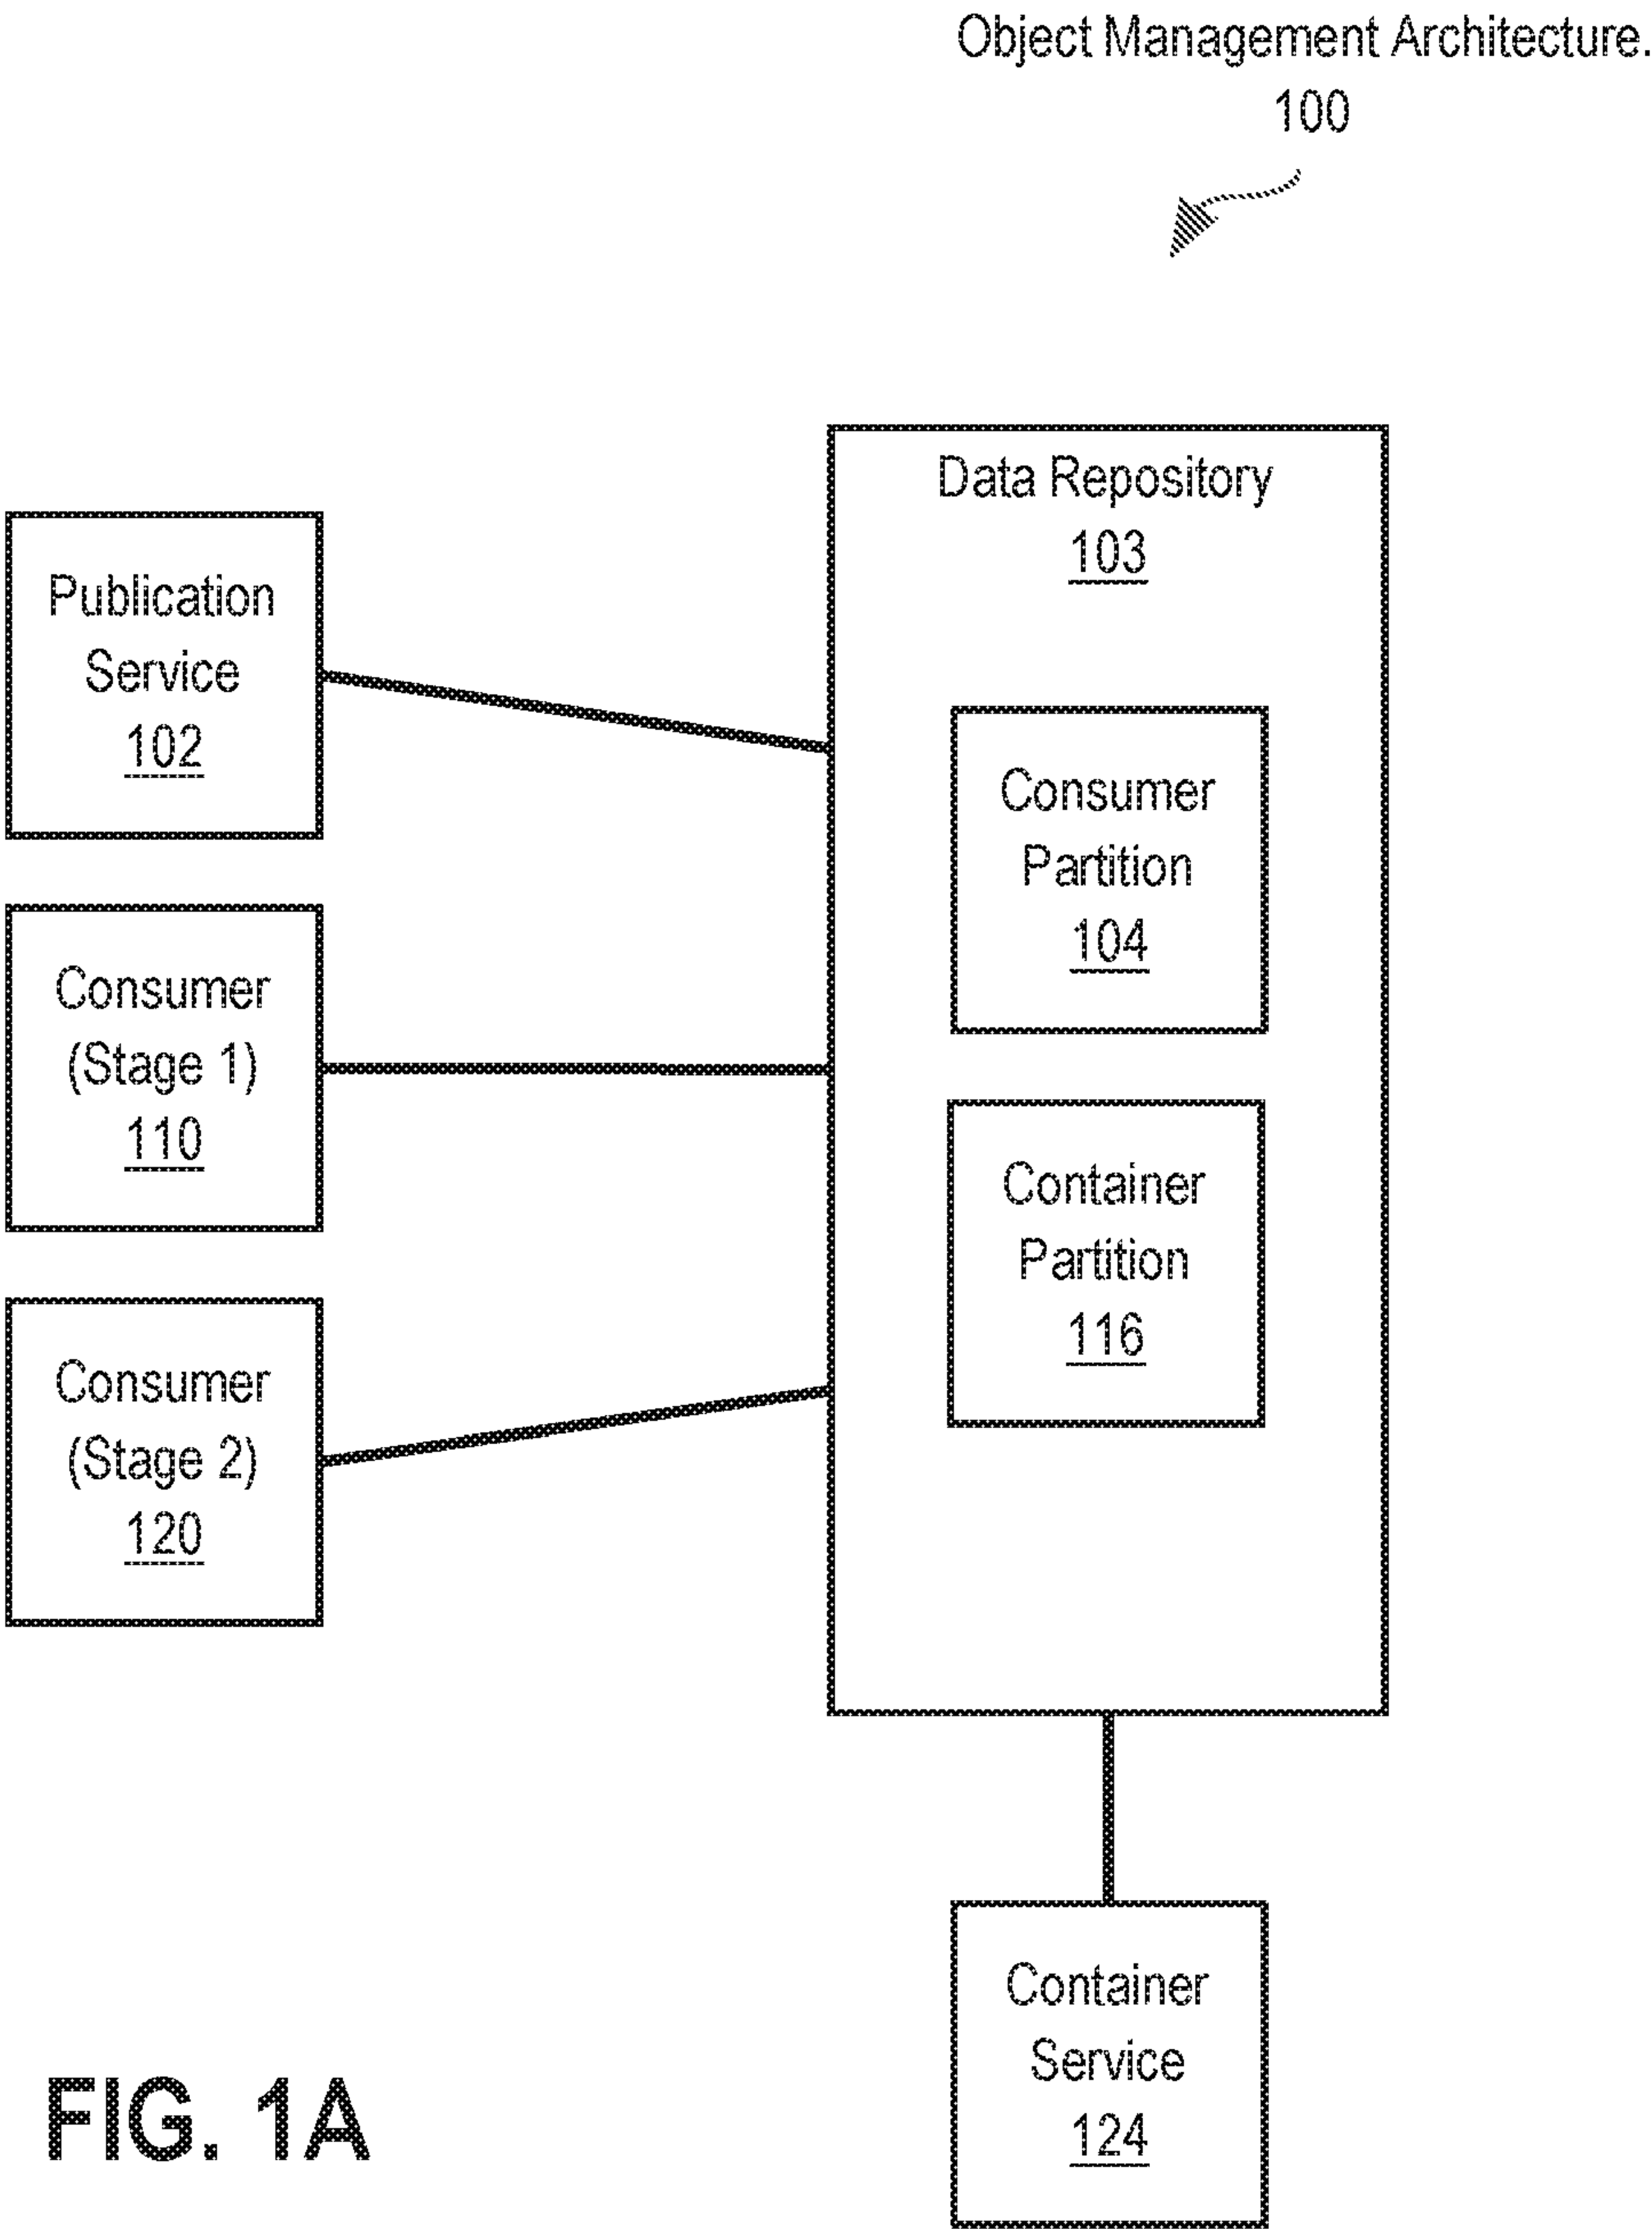 Object Management Architecture.
100
Data Repository
103
Publication
Service
102
Consumer
Partition
104
Consumer
(Stage 1)
110
Container
Partition
116
Consumer
(Stage 2)
120
Container
Service
124
FIG. 1A